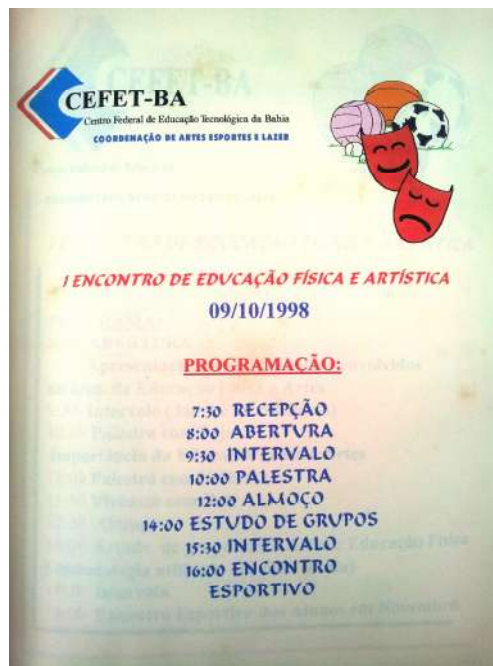 CEFET-BA
Centro Federal de Educação Tecnológica da Bahia
COORDENAÇÃO DE ARTES ESPORTES E LAZER
I ENCONTRO DE EDUCAÇÃO FÍSICA E ARTÍSTICA
09/10/1998
PROGRAMAÇÃO:
7:30 RECEPÇÃO
8:00 ABERTURA
9:30 INTERVALO
10:00 PALESTRA
12:00 ALMOÇO
14:00 ESTUDO DE GRUPOS
15:30 INTERVALO
16:00 ENCONTRO
ESPORTIVO